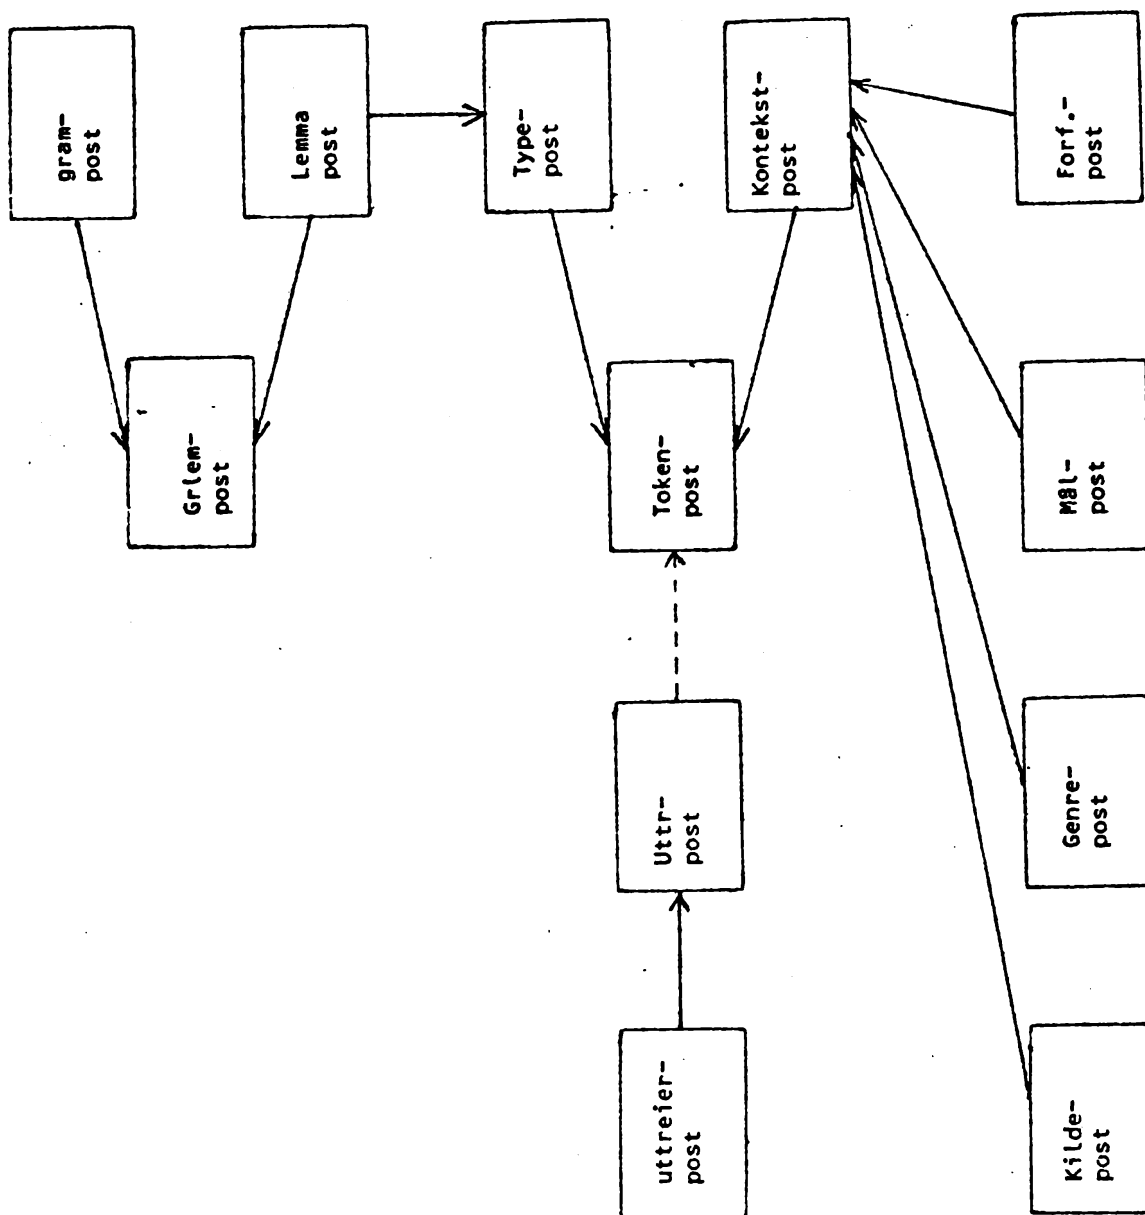 gram-
post
Grlem-
post
Lemma
post
Type-
post
uttreier-
post
Uttr-
post
Token-
post
Kontekst-
post
Kilde-
post
Genre-
post
Mål-
post
Forf.-
post